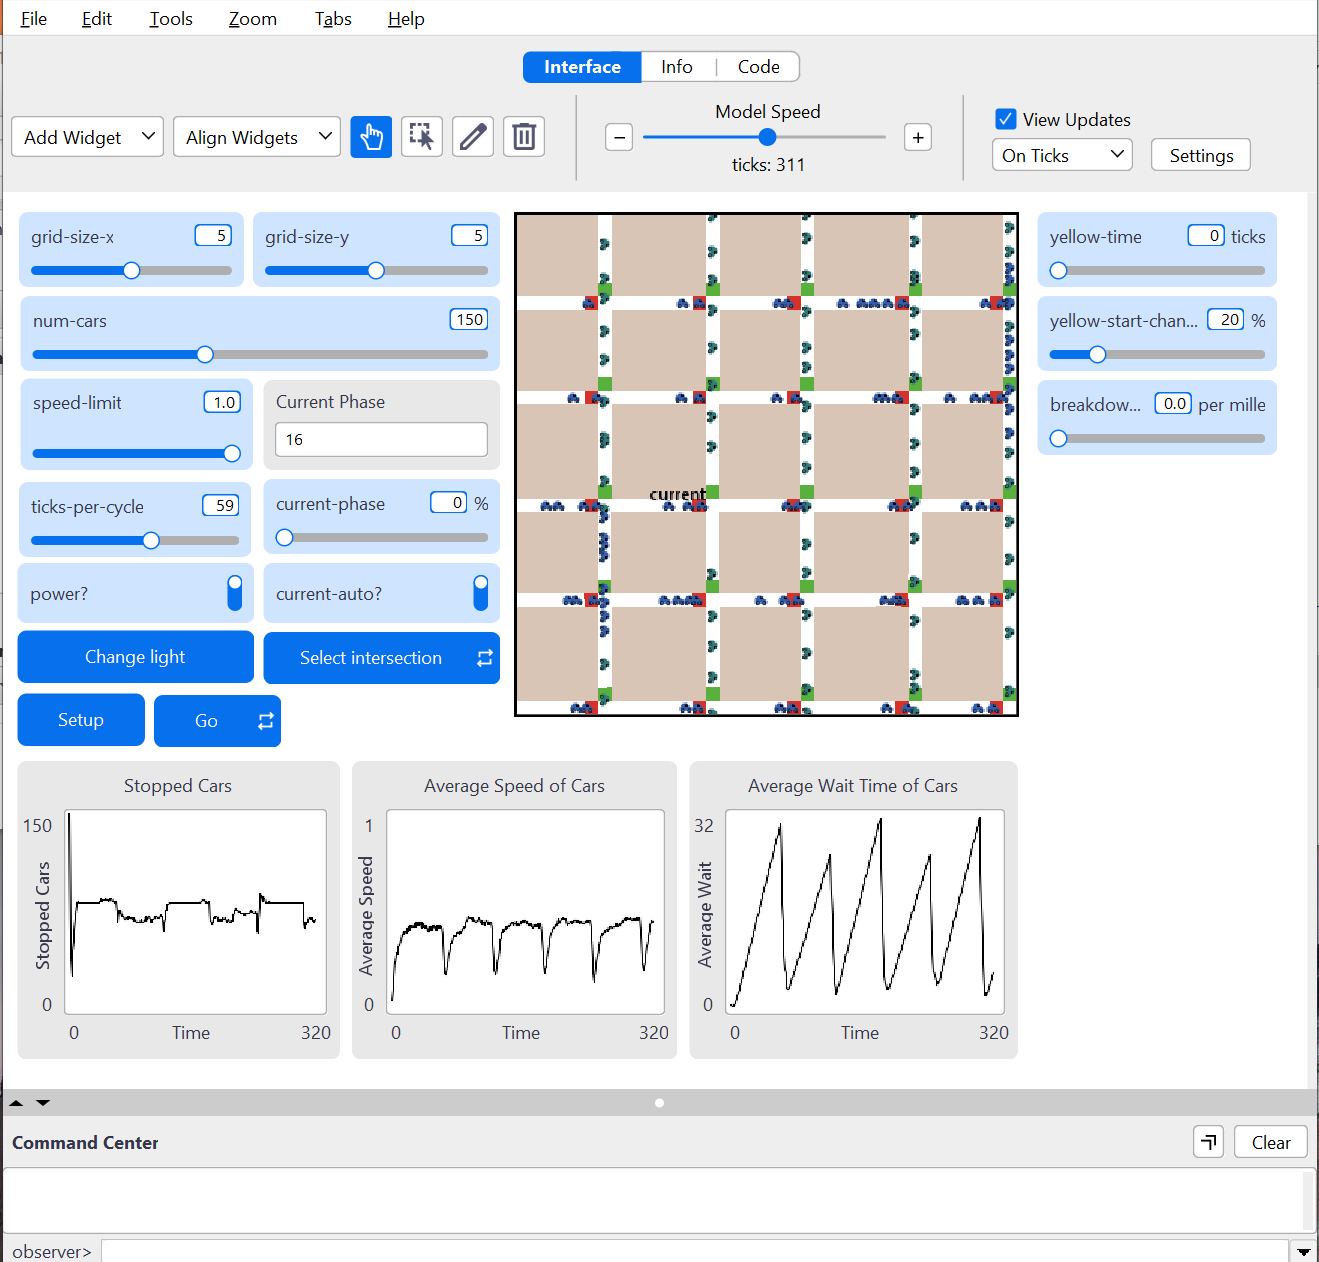 File Edit Tools Zoom Tabs Help
Interface Info Code
Add Widget Align Widgets
Model Speed
ticks: 311
View Updates
On Ticks Settings
grid-size-x 5
grid-size-y 5
num-cars 150
speed-limit 1.0
Current Phase
16
ticks-per-cycle 59
current-phase 0 %
power?
current-auto?
Change light
Select intersection
Setup
Go
current
yellow-time 0 ticks
yellow-start-chan... 20 %
breakdow... 0.0 per mille
Stopped Cars
150
Stopped Cars
0
0 Time 320
Average Speed of Cars
1
Average Speed
0
0 Time 320
Average Wait Time of Cars
32
Average Wait
0
0 Time 320
Command Center
Clear
observer>